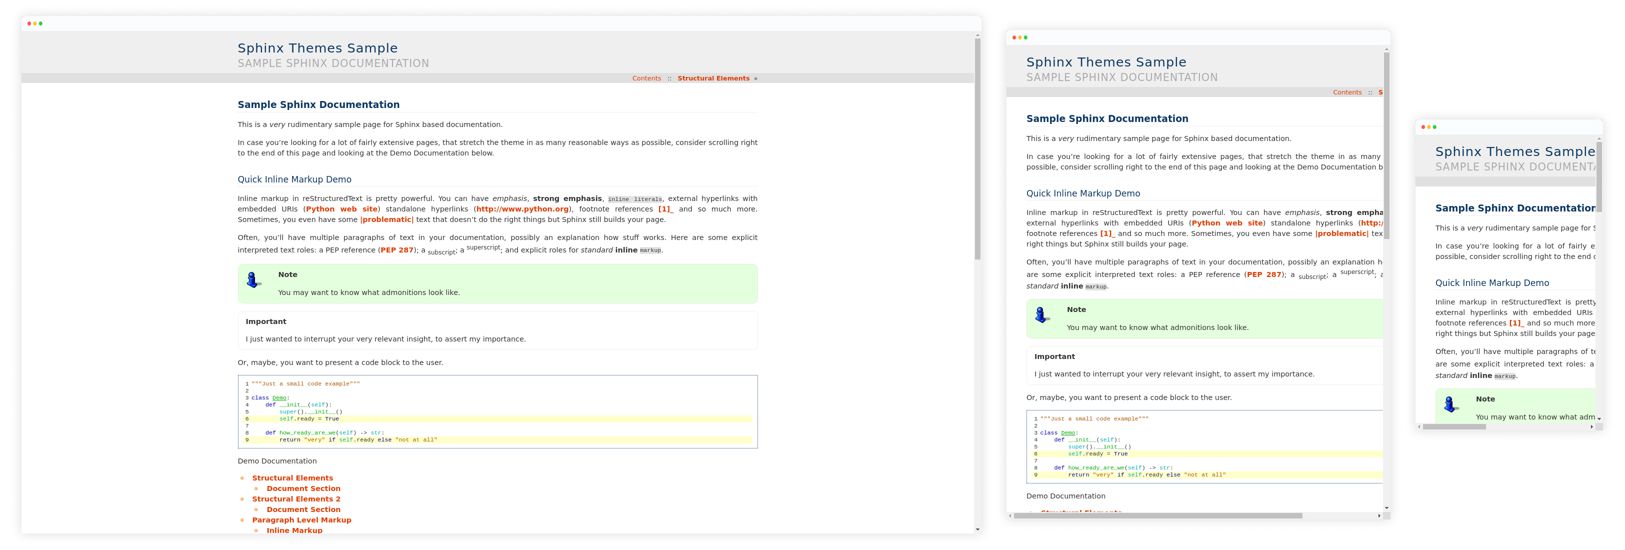 Sphinx Themes Sample
SAMPLE SPHINX DOCUMENTATION
Contents :: Structural Elements »
Sample Sphinx Documentation
This is a very rudimentary sample page for Sphinx based documentation.
In case you're looking for a lot of fairly extensive pages, that stretch the theme in as many reasonable ways as possible, consider scrolling right
to the end of this page and looking at the Demo Documentation below.
Quick Inline Markup Demo
Inline markup in reStructuredText is pretty powerful. You can have emphasis, strong emphasis, inline literals, external hyperlinks with
embedded URIs (Python web site) standalone hyperlinks (http://www.python.org), footnote references [1]_ and so much more.
Sometimes, you even have some |problematic| text that doesn't do the right things but Sphinx still builds your page.
Often, you'll have multiple paragraphs of text in your documentation, possibly an explanation how stuff works. Here are some explicit
interpreted text roles: a PEP reference (PEP 287); a subscript; a superscript, and explicit roles for standard inline markup.
Note
You may want to know what admonitions look like.
Important
I just wanted to interrupt your very relevant insight, to assert my importance.
Or, maybe, you want to present a code block to the user.
1 """Just a small code example"""
2
3 class Demo:
4     def __init__(self):
5         super().__init__()
6         self.ready = True
7
8     def how_ready_are_we(self) -> str:
9         return "very" if self.ready else "not at all"
Demo Documentation
Structural Elements
Document Section
Structural Elements 2
Document Section
Paragraph Level Markup
Inline Markup
Sphinx Themes Sample
SAMPLE SPHINX DOCUMENTATION
Contents :: S
Sample Sphinx Documentation
This is a very rudimentary sample page for Sphinx based documentation.
In case you're looking for a lot of fairly extensive pages, that stretch the theme in as many
possible, consider scrolling right to the end of this page and looking at the Demo Documentation b
Quick Inline Markup Demo
Inline markup in reStructuredText is pretty powerful. You can have emphasis, strong empha
external hyperlinks with embedded URIs (Python web site) standalone hyperlinks (http://www.pytho
footnote references [1]_ and so much more. Sometimes, you even have some |problematic| tex
right things but Sphinx still builds your page.
Often, you'll have multiple paragraphs of text in your documentation, possibly an explanation h
are some explicit interpreted text roles: a PEP reference (PEP 287); a subscript; a superscript, a
standard inline markup.
Note
You may want to know what admonitions look like.
Important
I just wanted to interrupt your very relevant insight, to assert my importance.
Or, maybe, you want to present a code block to the user.
1 """Just a small code example"""
2
3 class Demo:
4     def __init__(self):
5         super().__init__()
6         self.ready = True
7
8     def how_ready_are_we(self) -> str:
9         return "very" if self.ready else "not at all"
Demo Documentation
Sphinx Themes Sample
SAMPLE SPHINX DOCUMENTA
Sample Sphinx Documentation
This is a very rudimentary sample page for S
In case you're looking for a lot of fairly e
possible, consider scrolling right to the end o
Quick Inline Markup Demo
Inline markup in reStructuredText is pretty
external hyperlinks with embedded URIs
footnote references [1]_ and so much more
right things but Sphinx still builds your page
Often, you'll have multiple paragraphs of te
are some explicit interpreted text roles: a
standard inline markup.
Note
You may want to know what adm